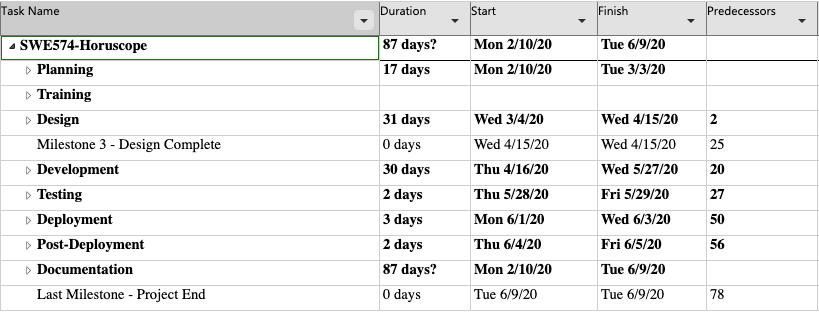 Task Name Duration Start Finish Predecessors
SWE574-Horuscope 87 days? Mon 2/10/20 Tue 6/9/20
Planning 17 days Mon 2/10/20 Tue 3/3/20
Training
Design 31 days Wed 3/4/20 Wed 4/15/20 2
Milestone 3 - Design Complete 0 days Wed 4/15/20 Wed 4/15/20 25
Development 30 days Thu 4/16/20 Wed 5/27/20 20
Testing 2 days Thu 5/28/20 Fri 5/29/20 27
Deployment 3 days Mon 6/1/20 Wed 6/3/20 50
Post-Deployment 2 days Thu 6/4/20 Fri 6/5/20 56
Documentation 87 days? Mon 2/10/20 Tue 6/9/20
Last Milestone - Project End 0 days Tue 6/9/20 Tue 6/9/20 78